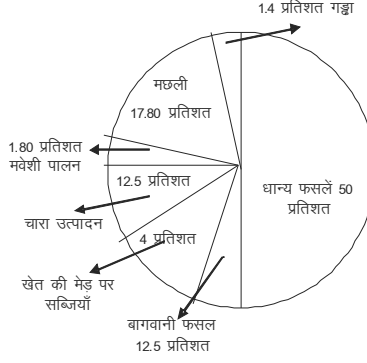 1.4 प्रतिशत गड्ढा
मछली
17.80 प्रतिशत
1.80 प्रतिशत
मवेशी पालन
12.5 प्रतिशत
धान्य फसलें 50
प्रतिशत
चारा उत्पादन
4 प्रतिशत
खेत की मेड़ पर
सब्जियाँ
बागवानी फसल
12.5 प्रतिशत